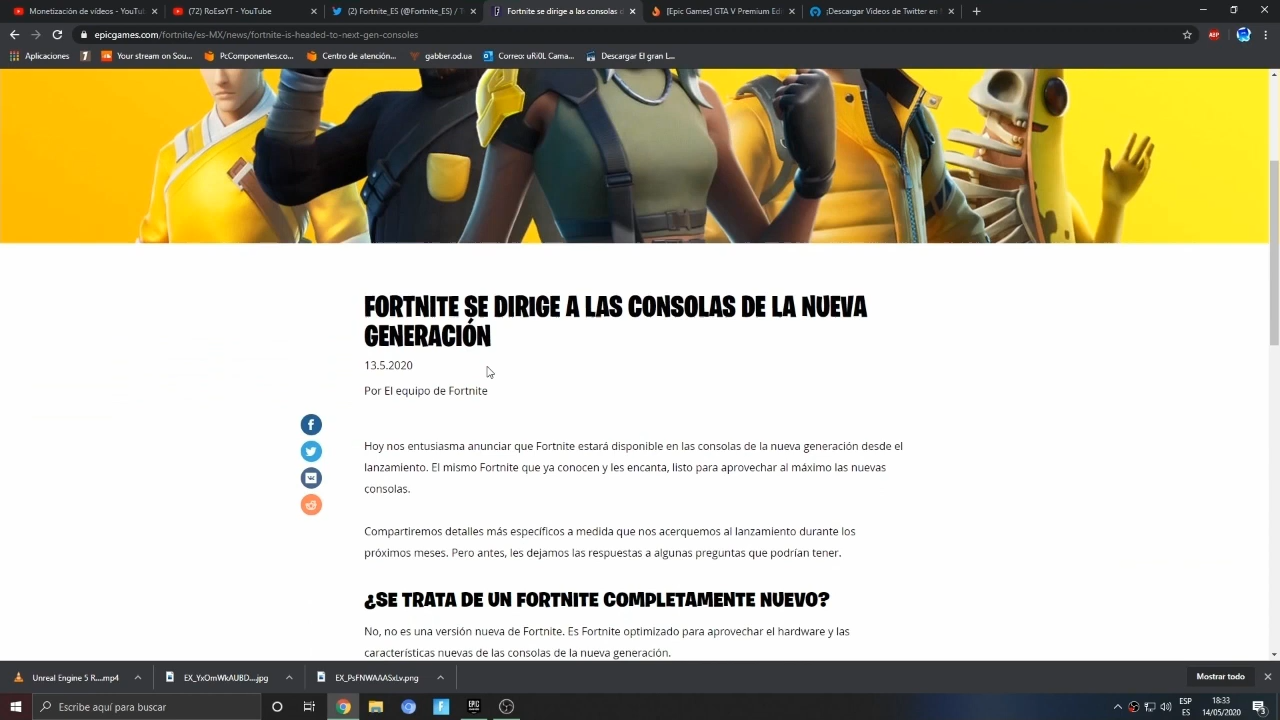 Monetización de vídeos - YouTu
(72) RoEssYT - YouTube
(2) Fortnite_ES (@Fortnite_ES) / T
Fortnite se dirige a las consolas d
[Epic Games] GTA V Premium Edi
¡Descargar Videos de Twitter en
epicgames.com/fortnite/es-MX/news/fortnite-is-headed-to-next-gen-consoles
ABP
Aplicaciones
Your stream on Sou...
PcComponentes.co...
Centro de atención...
gabber.od.ua
Correo: uRi0L Cama...
Descargar El gran L...
FORTNITE SE DIRIGE A LAS CONSOLAS DE LA NUEVA
GENERACIÓN
13.5.2020
Por El equipo de Fortnite
Hoy nos entusiasma anunciar que Fortnite estará disponible en las consolas de la nueva generación desde el
lanzamiento. El mismo Fortnite que ya conocen y les encanta, listo para aprovechar al máximo las nuevas
consolas.
Compartiremos detalles más específicos a medida que nos acerquemos al lanzamiento durante los
próximos meses. Pero antes, les dejamos las respuestas a algunas preguntas que podrían tener.
¿SE TRATA DE UN FORTNITE COMPLETAMENTE NUEVO?
No, no es una versión nueva de Fortnite. Es Fortnite optimizado para aprovechar el hardware y las
características nuevas de las consolas de la nueva generación.
Unreal Engine 5 R....mp4
EX_YxOmWkAUBD....jpg
EX_PsFNWAAASxLv.png
Mostrar todo
Escribe aquí para buscar
EPIC
ESP
ES
18:33
14/05/2020
3